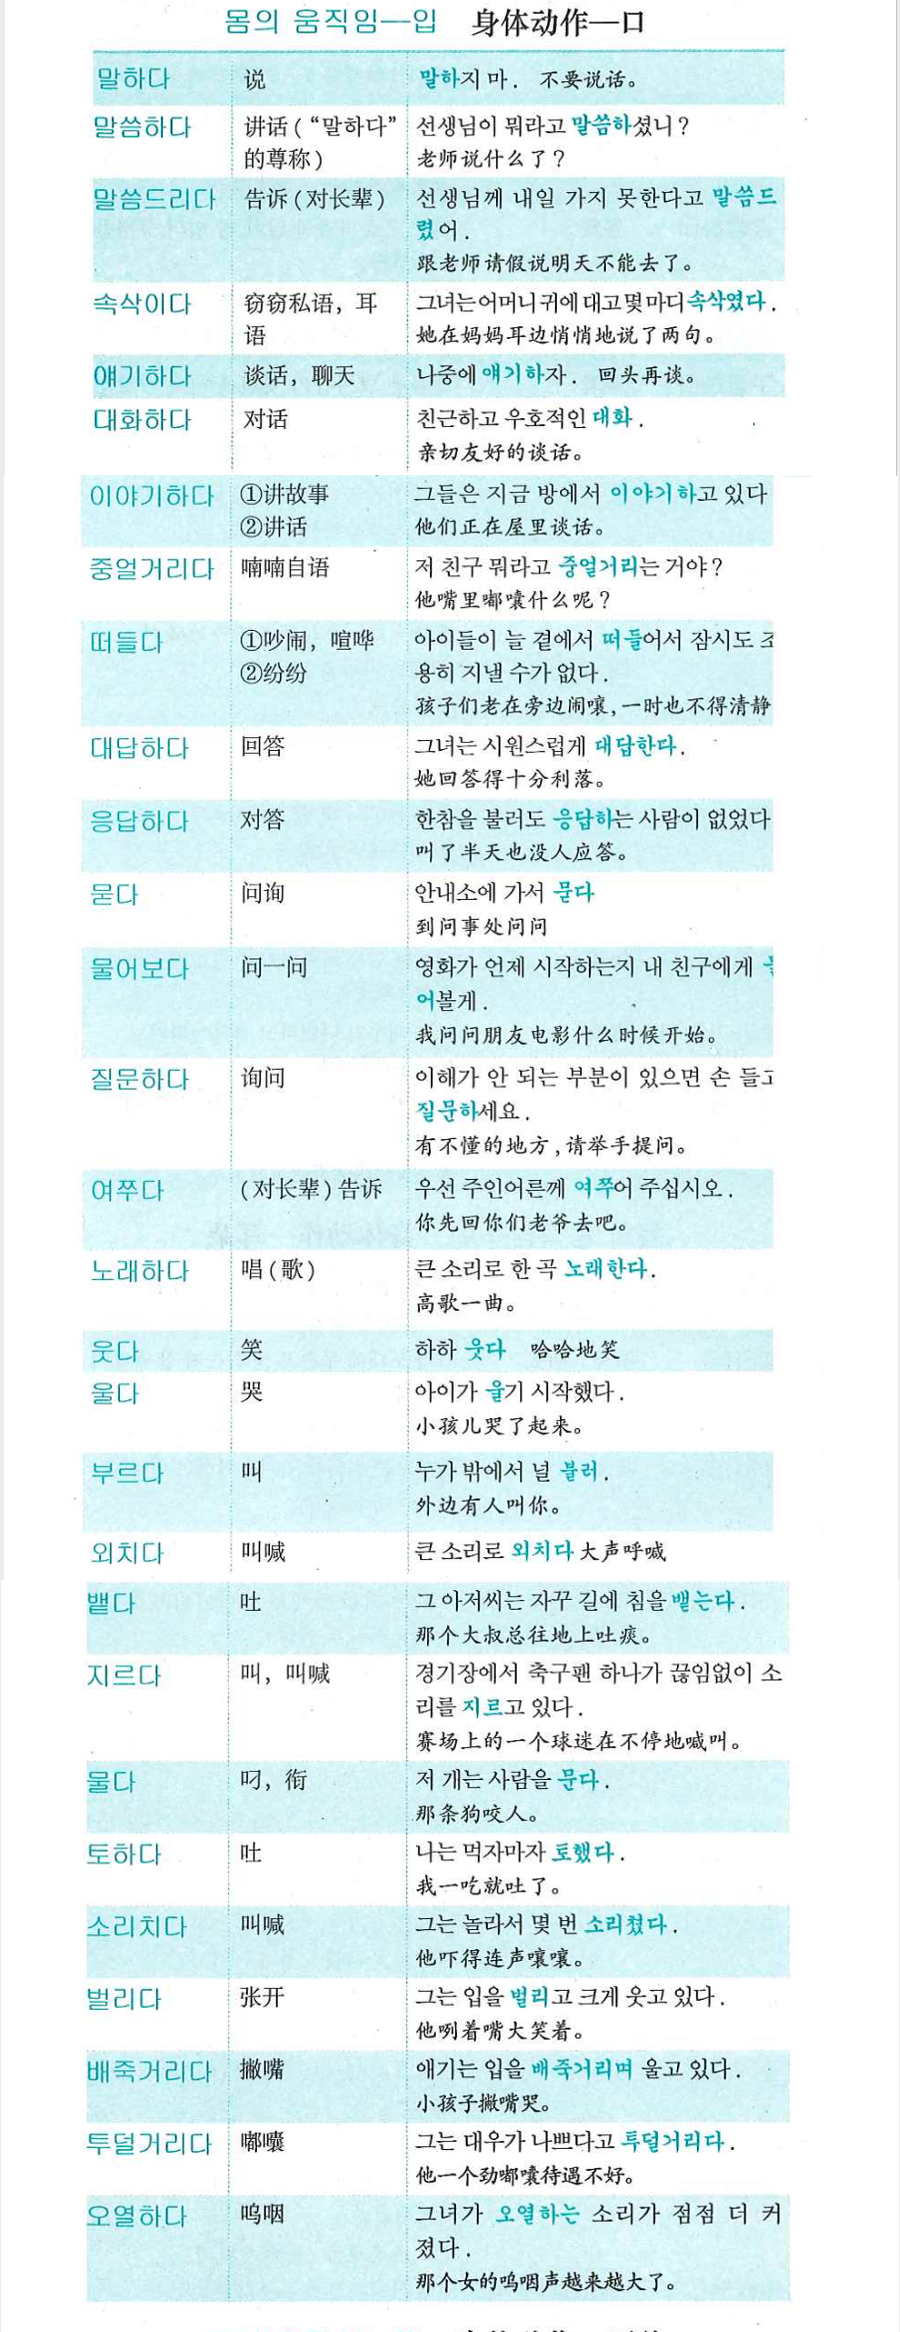 몸의 움직임—입 身体动作—口
말하다 说 말하지 마. 不要说话。
말씀하다 讲话(“말하다” 선생님이 뭐라고 말씀하셨니?
的尊称) 老师说什么了?
말씀드리다 告诉(对长辈) 선생님께 내일 가지 못한다고 말씀드
렸어.
跟老师请假说明天不能去了。
속삭이다 窃窃私语，耳 그녀는 어머니 귀에 대고 몇 마디 속삭였다.
语 她在妈妈耳边悄悄地说了两句。
얘기하다 谈话，聊天 나중에 얘기하자. 回头再谈。
대화하다 对话 친근하고 우호적인 대화.
亲切友好的谈话。
이야기하다 ①讲故事 그들은 지금 방에서 이야기하고 있다
②讲话 他们正在屋里谈话。
중얼거리다 喃喃自语 저 친구 뭐라고 중얼거리는 거야?
他嘴里嘟囔什么呢?
떠들다 ①吵闹，喧哗 아이들이 늘 곁에서 떠들어서 잠시도 조
②纷纷 용히 지낼 수가 없다.
孩子们老在旁边闹嚷,一时也不得清静
대답하다 回答 그녀는 시원스럽게 대답한다.
她回答得十分利落。
응답하다 对答 한참을 불러도 응답하는 사람이 없었다
叫了半天也没人应答。
묻다 问询 안내소에 가서 묻다
到问事处问问
물어보다 问一问 영화가 언제 시작하는지 내 친구에게
어볼게.
我问问朋友电影什么时候开始。
질문하다 询问 이해가 안 되는 부분이 있으면 손 들고
질문하세요.
有不懂的地方,请举手提问。
여쭈다 (对长辈)告诉 우선 주인어른께 여쭈어 주십시오.
你先回你们老爷去吧。
노래하다 唱(歌) 큰 소리로 한 곡 노래한다.
高歌一曲。
웃다 笑 하하 웃다 哈哈地笑
울다 哭 아이가 울기 시작했다.
小孩儿哭了起来。
부르다 叫 누가 밖에서 널 불러.
外边有人叫你。
외치다 叫喊 큰 소리로 외치다 大声呼喊
뱉다 吐 그 아저씨는 자꾸 길에 침을 뱉는다.
那个大叔总往地上吐痰。
지르다 叫，叫喊 경기장에서 축구팬 하나가 끊임없이 소
리를 지르고 있다.
赛场上的一个球迷在不停地喊叫。
물다 叼，衔 저 개는 사람을 문다.
那条狗咬人。
토하다 吐 나는 먹자마자 토했다.
我一吃就吐了。
소리치다 叫喊 그는 놀라서 몇 번 소리쳤다.
他吓得连声嚷嚷。
벌리다 张开 그는 입을 벌리고 크게 웃고 있다.
他咧着嘴大笑着。
배죽거리다 撇嘴 애기는 입을 배죽거리며 울고 있다.
小孩子撇嘴哭。
투덜거리다 嘟囔 그는 대우가 나쁘다고 투덜거리다.
他一个劲嘟囔待遇不好。
오열하다 呜咽 그녀가 오열하는 소리가 점점 더 커
졌다.
那个女的呜咽声越来越大了。